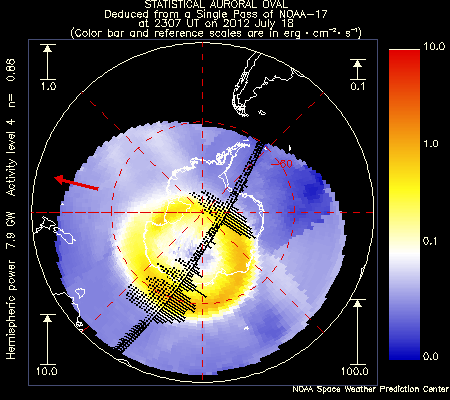 STATISTICAL AURORAL OVAL
Deduced from a Single Pass of NOAA-17
at 2307 UT on 2012 July 18
(Color bar and reference scales are in erg · cm⁻² · s⁻¹)
1.0
0.1
10.0
100.0
-60
Hemispheric power 7.9 GW Activity level 4 n= 0.86
10.0
1.0
0.1
0.0
NOAA Space Weather Prediction Center